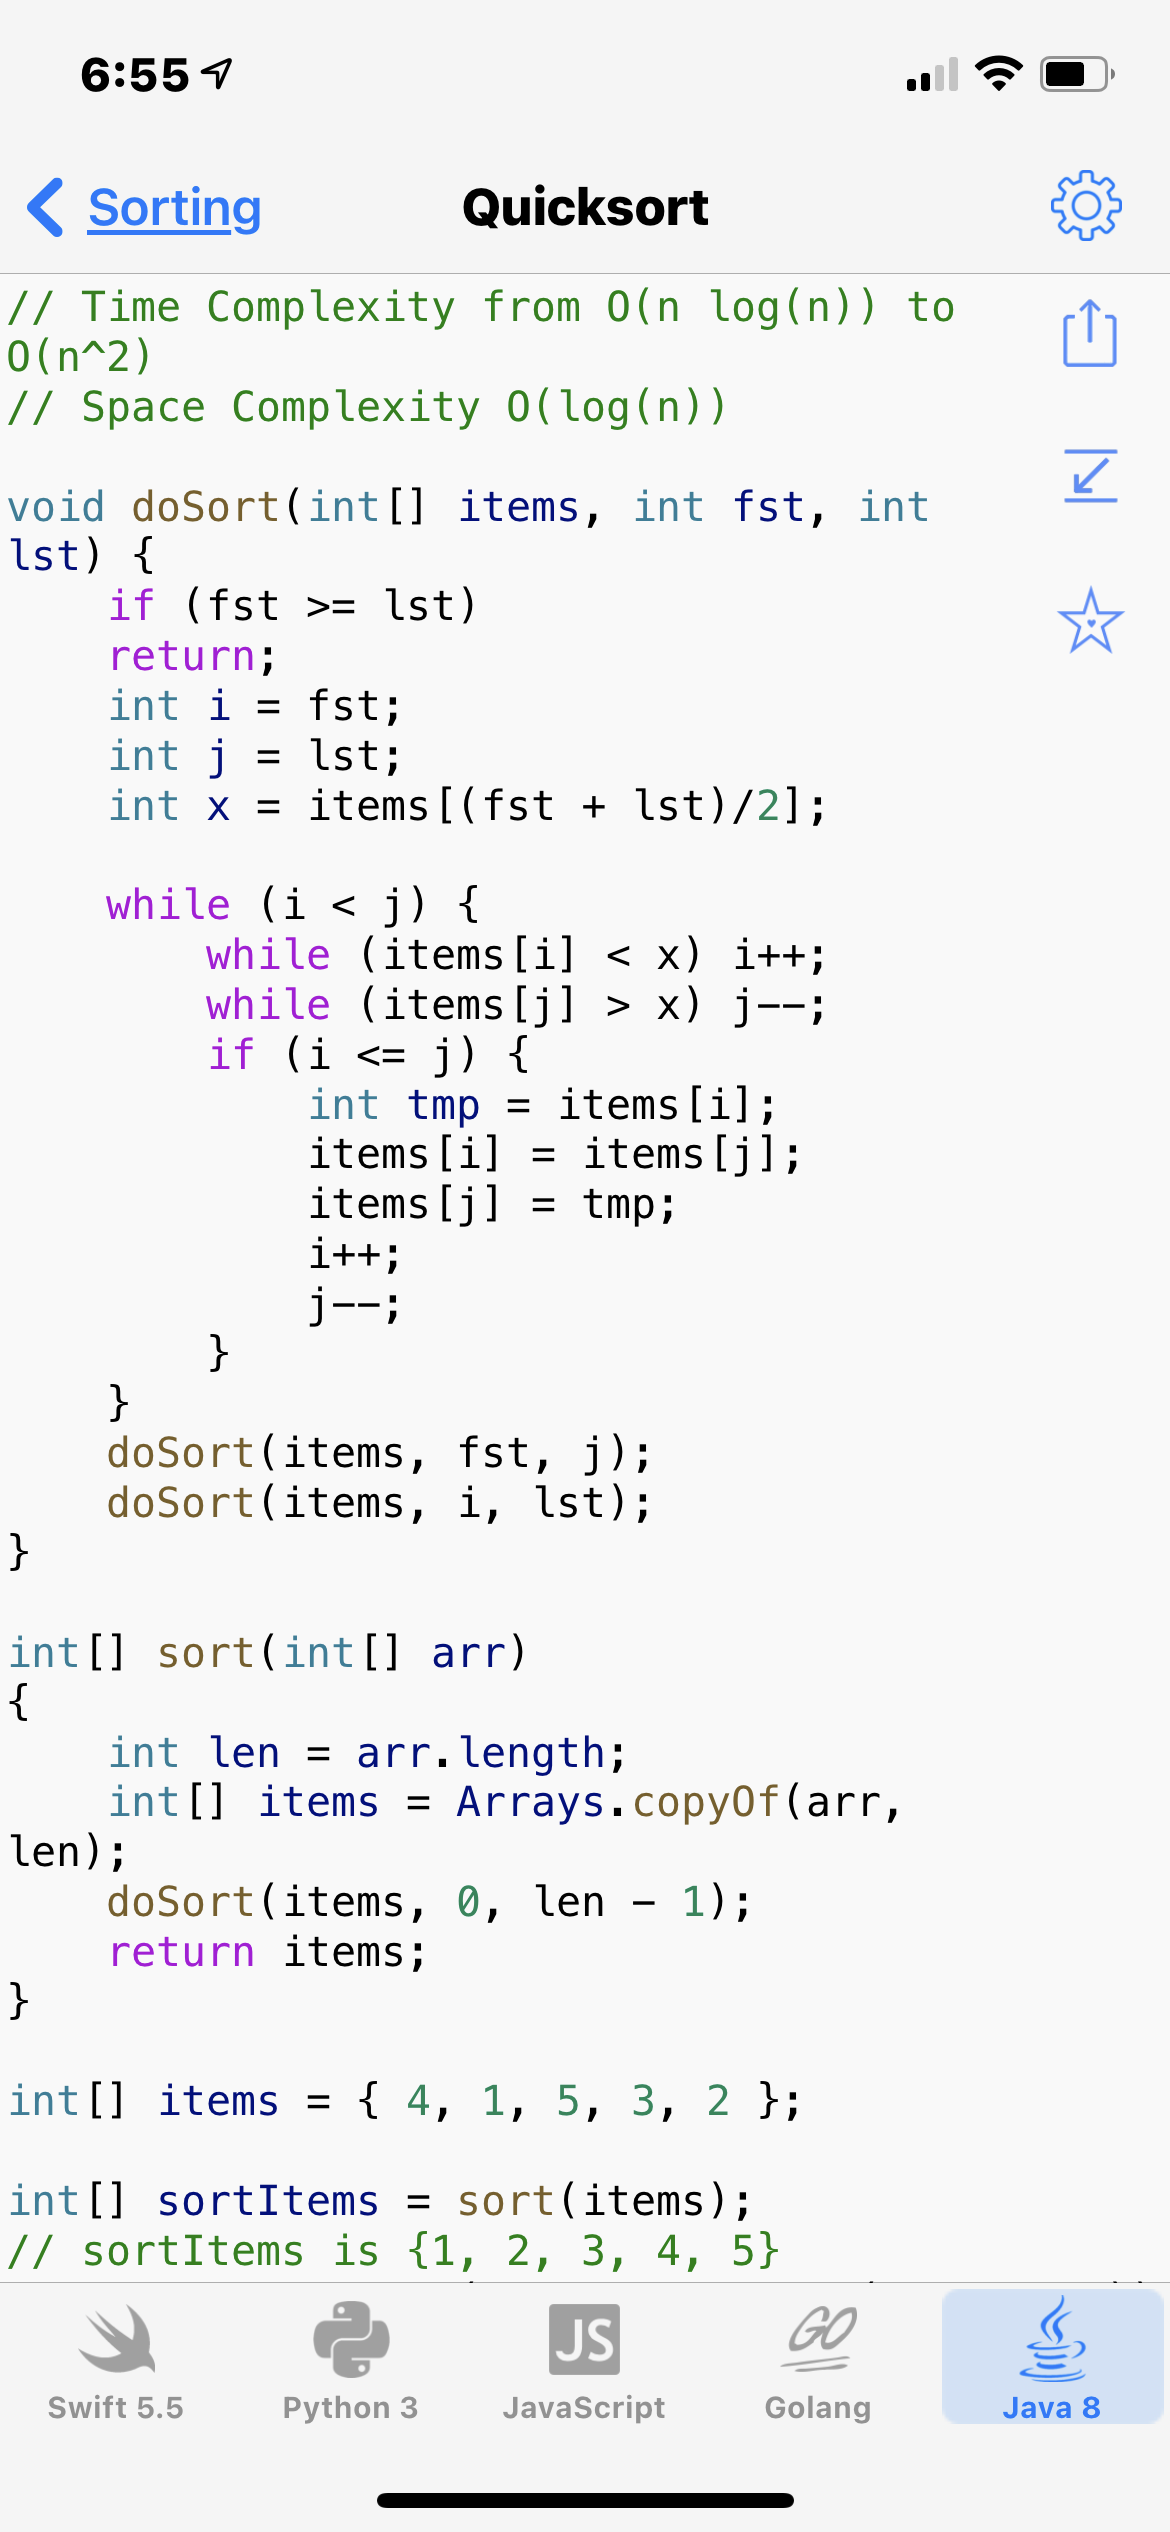 6:55
Sorting
Quicksort
// Time Complexity from O(n log(n)) to
O(n^2)
// Space Complexity O(log(n))
void doSort(int[] items, int fst, int
lst) {
    if (fst >= lst)
    return;
    int i = fst;
    int j = lst;
    int x = items[(fst + lst)/2];
    while (i < j) {
        while (items[i] < x) i++;
        while (items[j] > x) j--;
        if (i <= j) {
            int tmp = items[i];
            items[i] = items[j];
            items[j] = tmp;
            i++;
            j--;
        }
    }
    doSort(items, fst, j);
    doSort(items, i, lst);
}
int[] sort(int[] arr)
{
    int len = arr.length;
    int[] items = Arrays.copyOf(arr,
len);
    doSort(items, 0, len - 1);
    return items;
}
int[] items = { 4, 1, 5, 3, 2 };
int[] sortItems = sort(items);
// sortItems is {1, 2, 3, 4, 5}
JS
GO
Swift 5.5
Python 3
JavaScript
Golang
Java 8